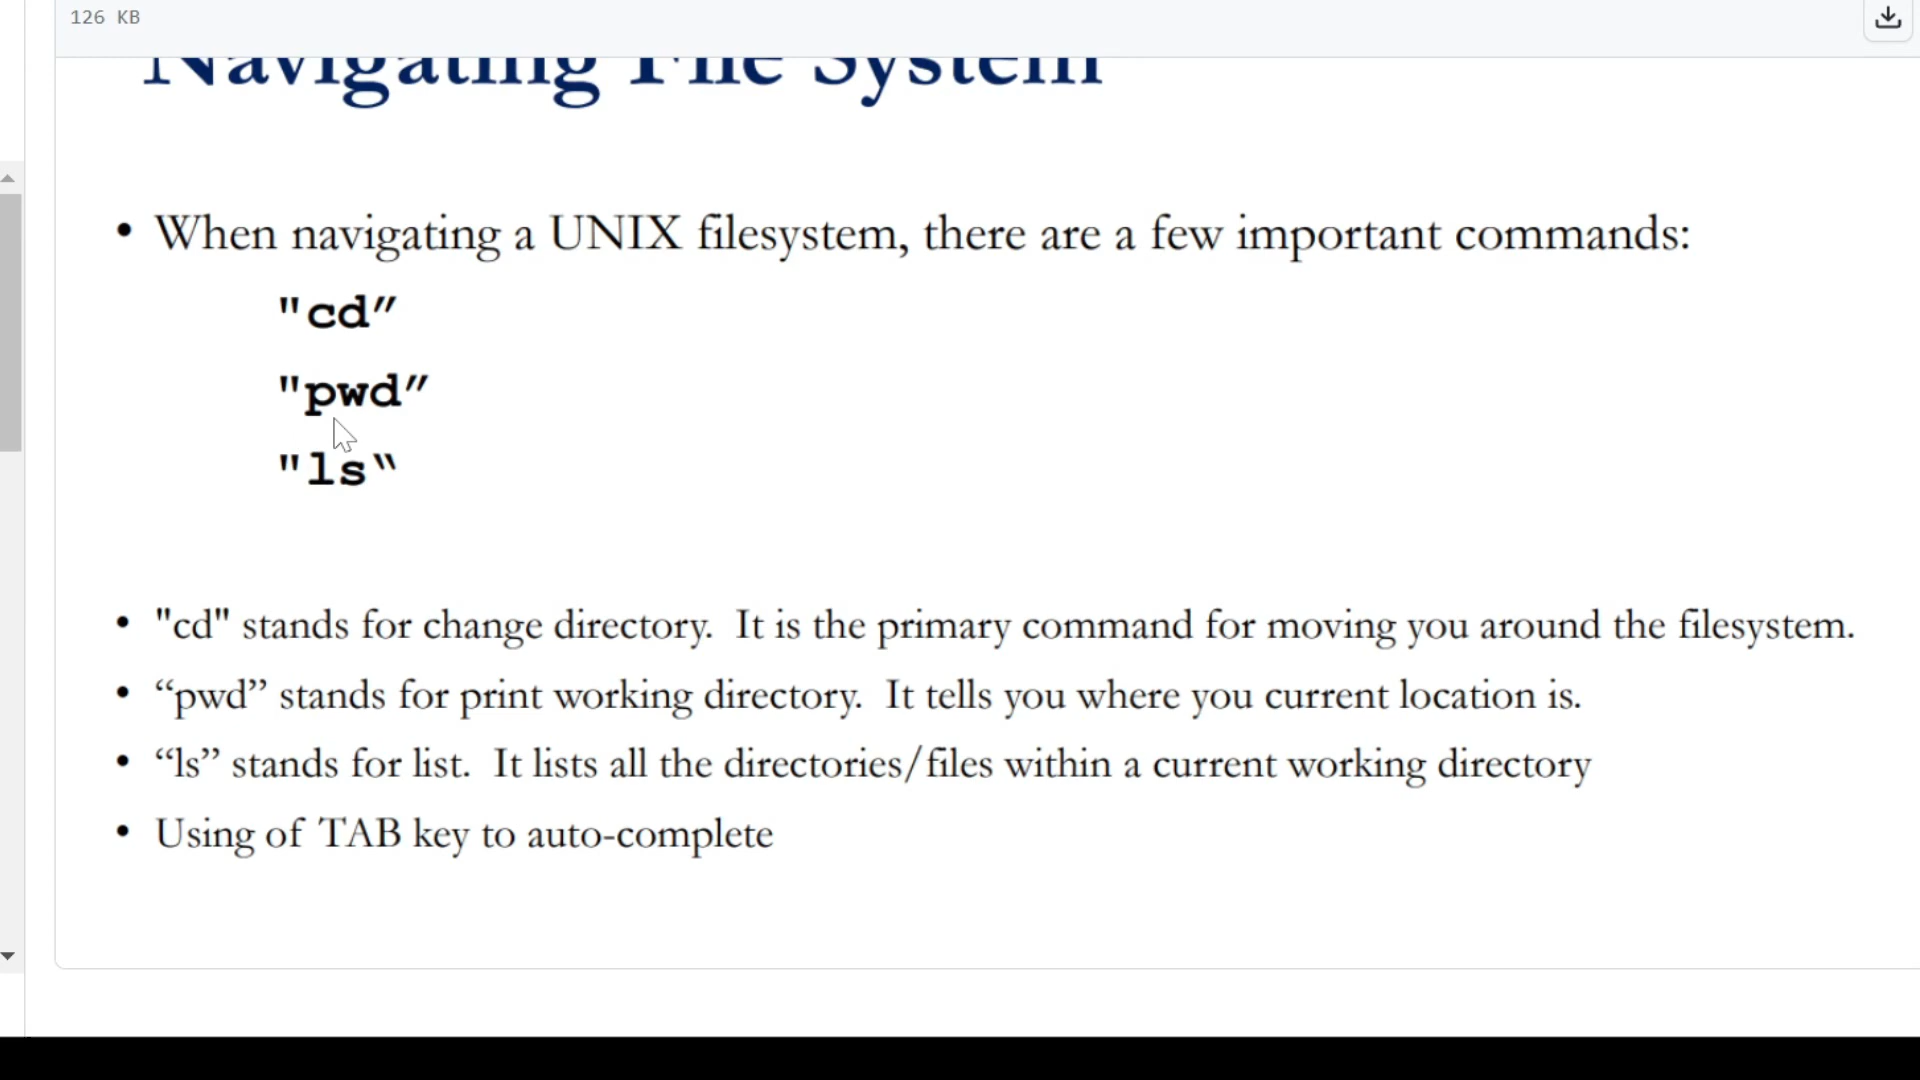 126 KB
Navigating File System
• When navigating a UNIX filesystem, there are a few important commands:
"cd”
"pwd”
"ls“
• "cd" stands for change directory.  It is the primary command for moving you around the filesystem.
• “pwd” stands for print working directory.  It tells you where you current location is.
• “ls” stands for list.  It lists all the directories/files within a current working directory
• Using of TAB key to auto-complete